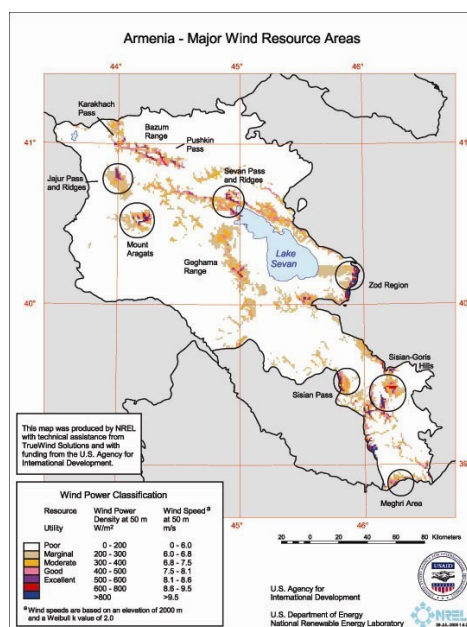 Armenia - Major Wind Resource Areas
44°
45°
46°
Karakhach
Pass
Bazum
Range
Pushkin
Pass
41°
41°
Jajur Pass
and Ridges
Sevan Pass
and Ridges
Mount
Aragats
Geghama
Range
Lake
Sevan
Zod Region
40°
40°
Sisian-Goris
Hills
Sisian Pass
Meghri Area
39°
45°
46°
This map was produced by NREL
with technical assistance from
TrueWind Solutions and with
funding from the U.S. Agency for
International Development.
Wind Power Classification
Resource Wind Power Wind Speed a
Density at 50 m at 50 m
Utility W/m² m/s
Poor 0 - 200 0 - 6.0
Marginal 200 - 300 6.0 - 6.8
Moderate 300 - 400 6.8 - 7.5
Good 400 - 500 7.5 - 8.1
Excellent 500 - 600 8.1 - 8.6
600 - 800 8.6 - 9.5
>800 >9.5
a Wind speeds are based on an elevation of 2000 m
and a Weibull k value of 2.0
20 0 20 40 60 80 Kilometers
U.S. Agency for
International Development
USAID
U.S. Department of Energy
National Renewable Energy Laboratory
NREL